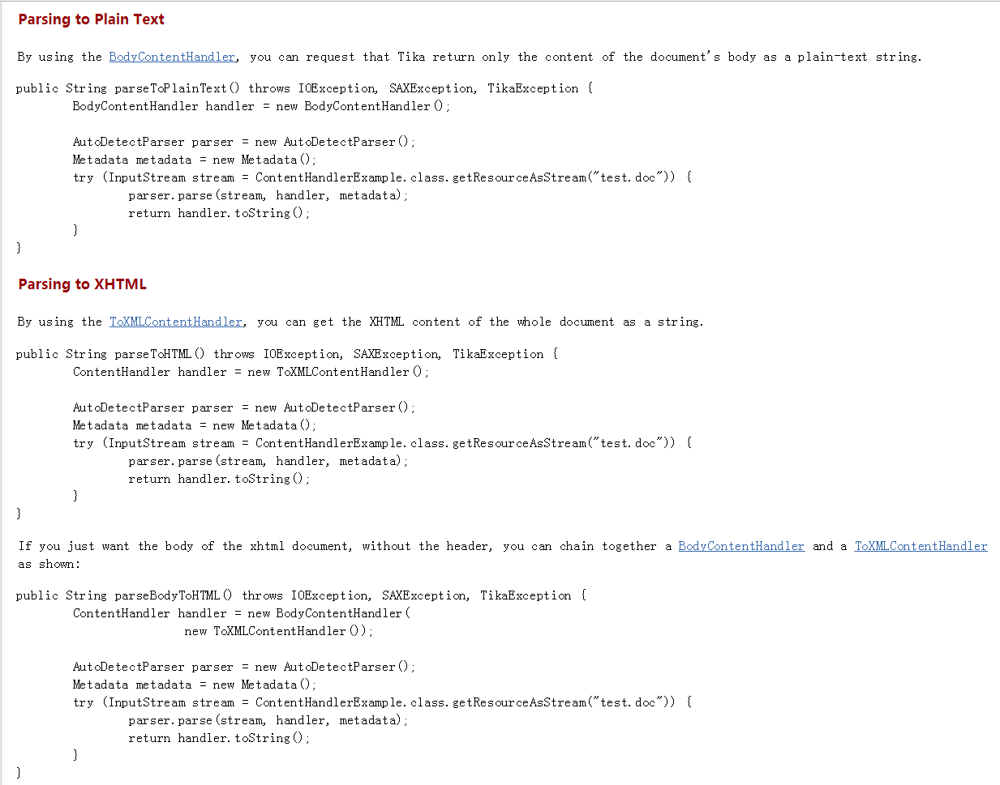 Parsing to Plain Text
By using the BodyContentHandler, you can request that Tika return only the content of the document's body as a plain-text string.
public String parseToPlainText() throws IOException, SAXException, TikaException {
        BodyContentHandler handler = new BodyContentHandler();

        AutoDetectParser parser = new AutoDetectParser();
        Metadata metadata = new Metadata();
        try (InputStream stream = ContentHandlerExample.class.getResourceAsStream("test.doc")) {
                parser.parse(stream, handler, metadata);
                return handler.toString();
        }
}
Parsing to XHTML
By using the ToXMLContentHandler, you can get the XHTML content of the whole document as a string.
public String parseToHTML() throws IOException, SAXException, TikaException {
        ContentHandler handler = new ToXMLContentHandler();

        AutoDetectParser parser = new AutoDetectParser();
        Metadata metadata = new Metadata();
        try (InputStream stream = ContentHandlerExample.class.getResourceAsStream("test.doc")) {
                parser.parse(stream, handler, metadata);
                return handler.toString();
        }
}
If you just want the body of the xhtml document, without the header, you can chain together a BodyContentHandler and a ToXMLContentHandler
as shown:
public String parseBodyToHTML() throws IOException, SAXException, TikaException {
        ContentHandler handler = new BodyContentHandler(
                        new ToXMLContentHandler());

        AutoDetectParser parser = new AutoDetectParser();
        Metadata metadata = new Metadata();
        try (InputStream stream = ContentHandlerExample.class.getResourceAsStream("test.doc")) {
                parser.parse(stream, handler, metadata);
                return handler.toString();
        }
}